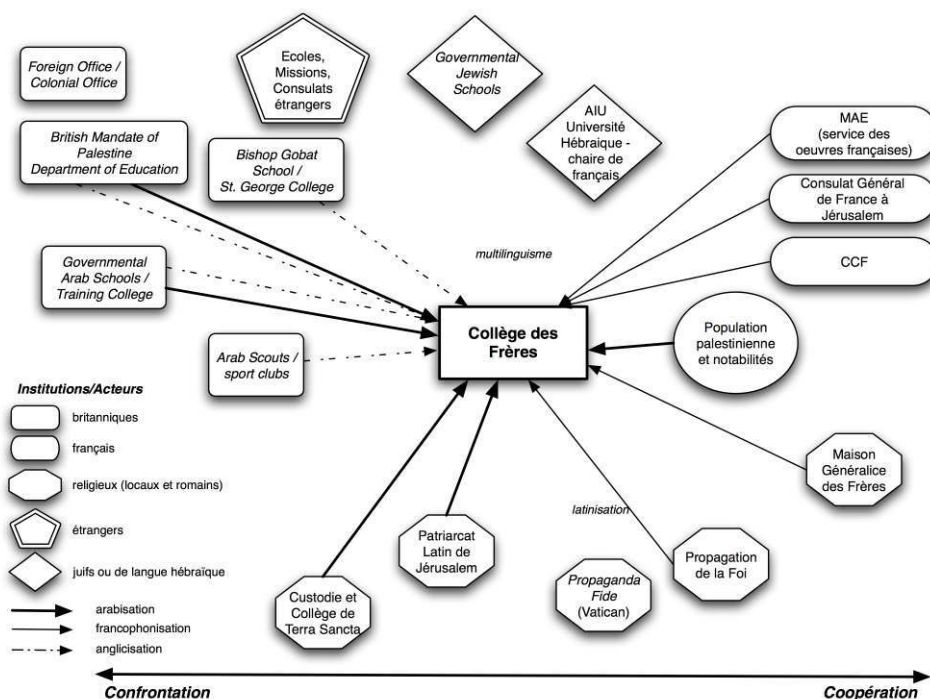 Foreign Office /
Colonial Office
Ecoles,
Missions,
Consulats
étrangers
Governmental
Jewish
Schools
AIU
Université
Hébraique -
chaire de
français
MAE
(service des
oeuvres françaises)
British Mandate of
Palestine
Department of Education
Bishop Gobat
School /
St. George College
Consulat Général
de France à
Jérusalem
Governmental
Arab Schools /
Training College
multilinguisme
CCF
Collège des
Frères
Population
palestinienne
et notabilités
Arab Scouts /
sport clubs
Institutions/Acteurs
britanniques
français
religieux (locaux et romains)
étrangers
juifs ou de langue hébraïque
arabisation
francophonisation
anglicisation
Maison
Généralice
des Frères
latinisation
Patriarcat
Latin de
Jérusalem
Propagation
de la Foi
Propaganda
Fide
(Vatican)
Custodie et
Collège de
Terra Sancta
Confrontation
Coopération